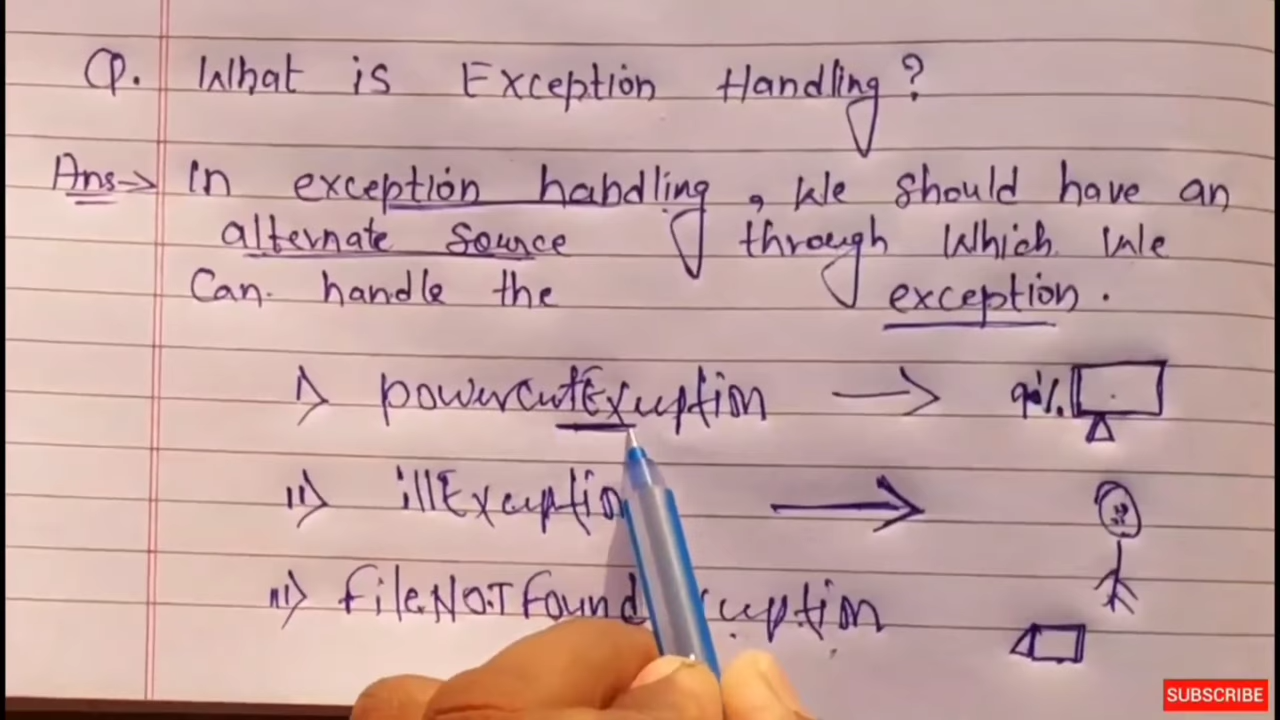 Q. What is Exception Handling?
Ans→ In exception handling, We should have an
alternate source through Which We
Can. handle the exception.
i) powercutException → 90%
ii) illException →
iii) fileNOTFound
SUBSCRIBE